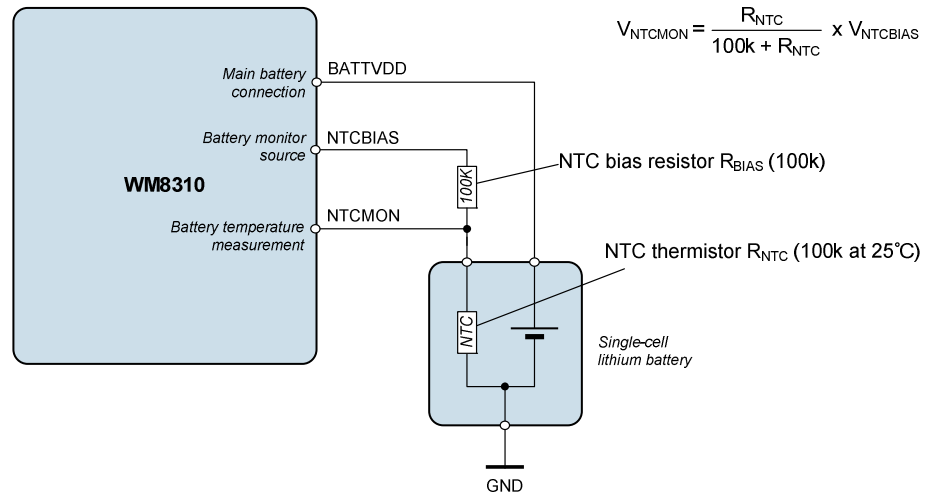 V_NTCMON = R_NTC / (100k + R_NTC) x V_NTCBIAS
Main battery
connection
BATTVDD
Battery monitor
source
NTCBIAS
NTC bias resistor R_BIAS (100k)
100K
WM8310
Battery temperature
measurement
NTCMON
NTC thermistor R_NTC (100k at 25°C)
NTC
Single-cell
lithium battery
GND